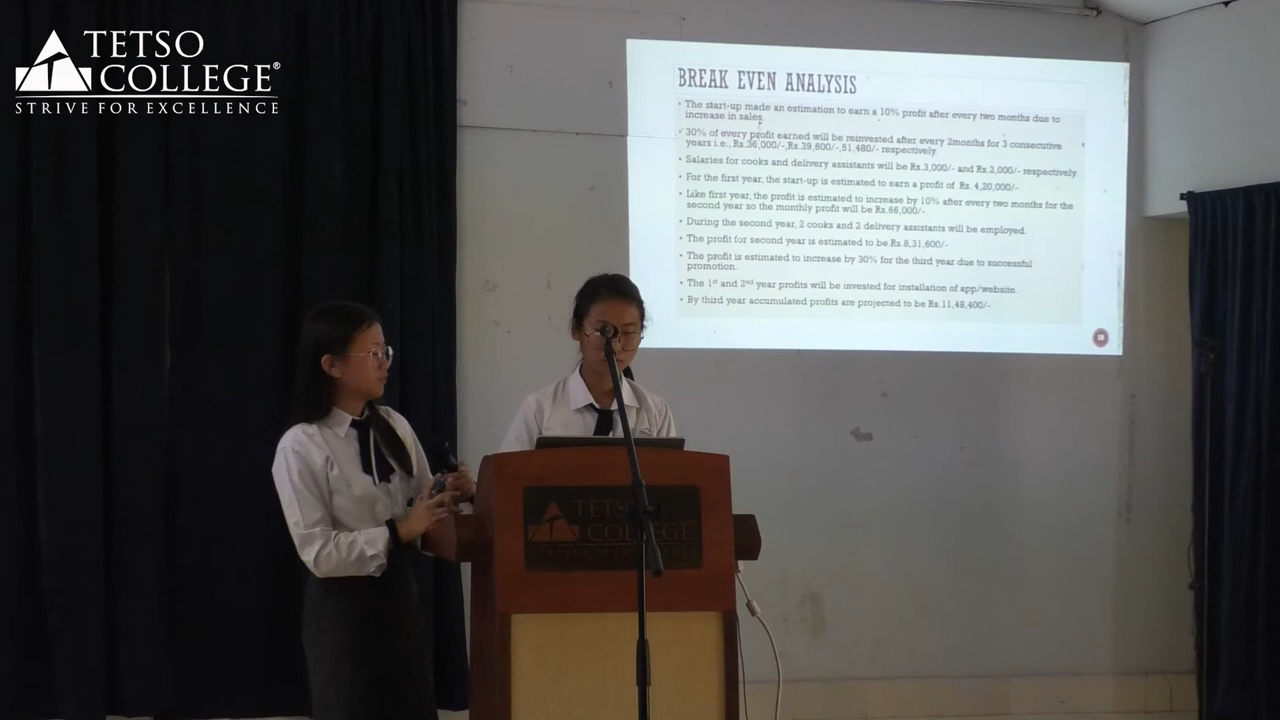 TETSO
COLLEGE®
STRIVE FOR EXCELLENCE
BREAK EVEN ANALYSIS
• The start-up made an estimation to earn a 10% profit after every two months due to
increase in sales.
• 30% of every profit earned will be reinvested after every 2months for 3 consecutive
years i.e., Rs.36,000/-,Rs.39,600/-,51,480/- respectively.
• Salaries for cooks and delivery assistants will be Rs.3,000/- and Rs.2,000/- respectively.
• For the first year, the start-up is estimated to earn a profit of Rs. 4,20,000/-
• Like first year, the profit is estimated to increase by 10% after every two months for the
second year so the monthly profit will be Rs.66,000/-.
• During the second year, 2 cooks and 2 delivery assistants will be employed.
• The profit for second year is estimated to be Rs.8,31,600/-
• The profit is estimated to increase by 30% for the third year due to successful
promotion.
• The 1st and 2nd year profits will be invested for installation of app/website.
• By third year accumulated profits are projected to be Rs.11,48,400/-
TETSO
COLLEGE
STRIVE FOR EXCELLENCE